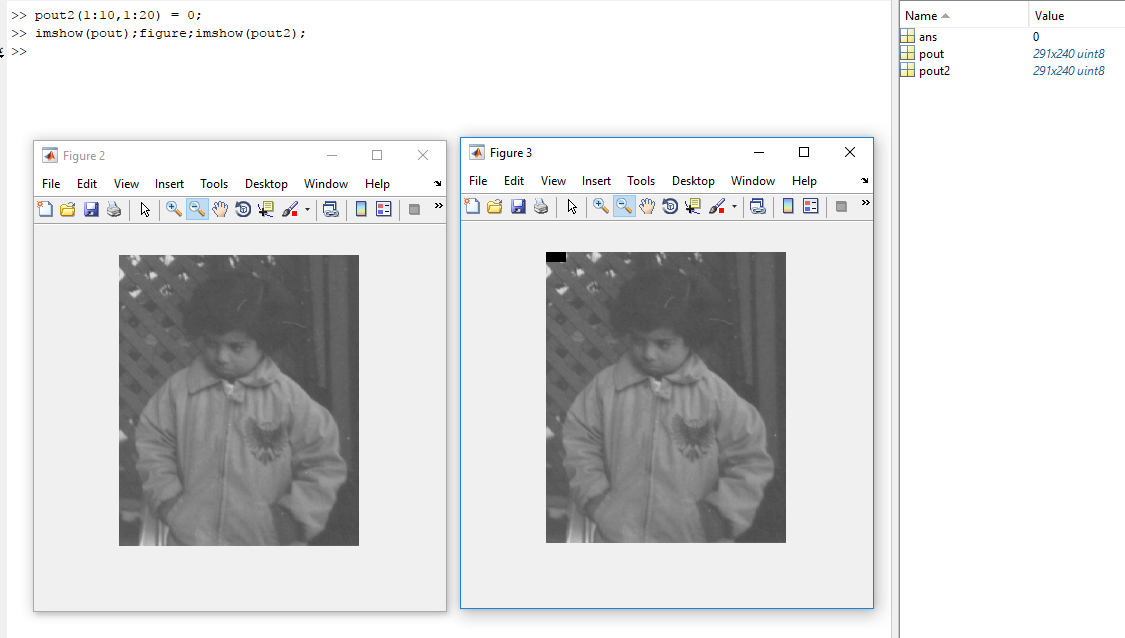 >> pout2(1:10,1:20) = 0;
>> imshow(pout);figure;imshow(pout2);
>>
Name Value
ans 0
pout 291x240 uint8
pout2 291x240 uint8
Figure 2
File Edit View Insert Tools Desktop Window Help
Figure 3
File Edit View Insert Tools Desktop Window Help